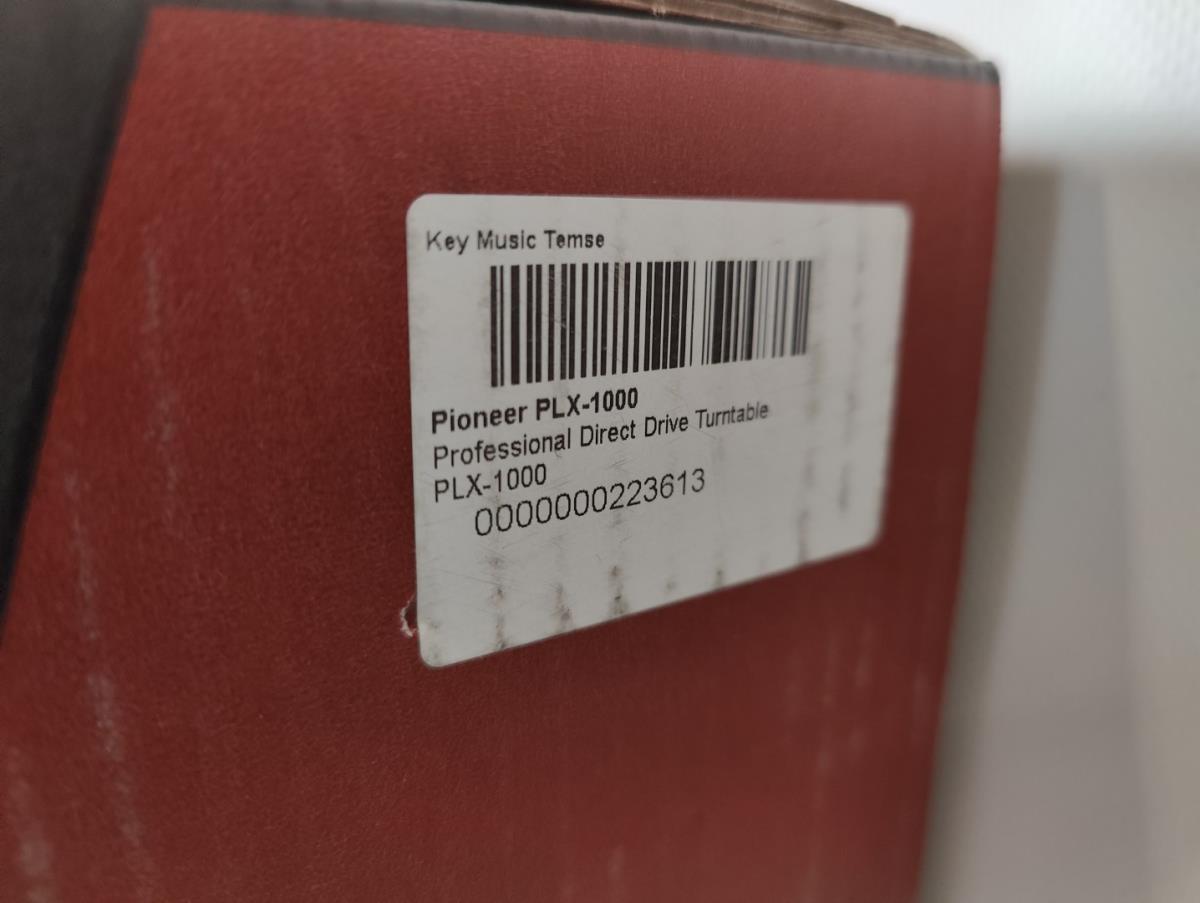 Key Music Temse
Pioneer PLX-1000
Professional Direct Drive Turntable
PLX-1000
0000000223613